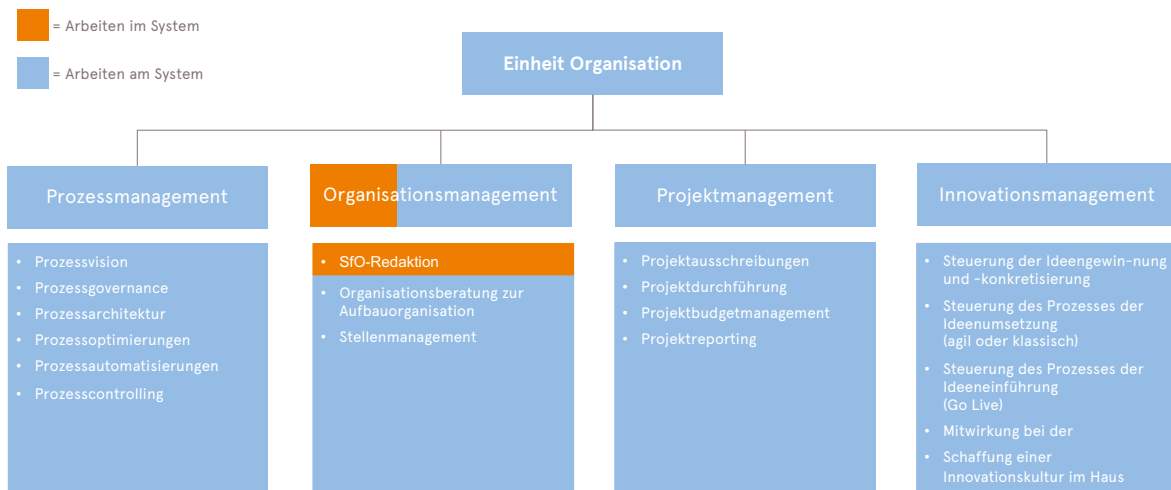 = Arbeiten im System
= Arbeiten am System
Einheit Organisation
Prozessmanagement
• Prozessvision
• Prozessgovernance
• Prozessarchitektur
• Prozessoptimierungen
• Prozessautomatisierungen
• Prozesscontrolling
Organisationsmanagement
• SfO-Redaktion
• Organisationsberatung zur
Aufbauorganisation
• Stellenmanagement
Projektmanagement
• Projektausschreibungen
• Projektdurchführung
• Projektbudgetmanagement
• Projektreporting
Innovationsmanagement
• Steuerung der Ideengewin-nung
und -konkretisierung
• Steuerung des Prozesses der
Ideenumsetzung
(agil oder klassisch)
• Steuerung des Prozesses der
Ideeneinführung
(Go Live)
• Mitwirkung bei der
• Schaffung einer
Innovationskultur im Haus